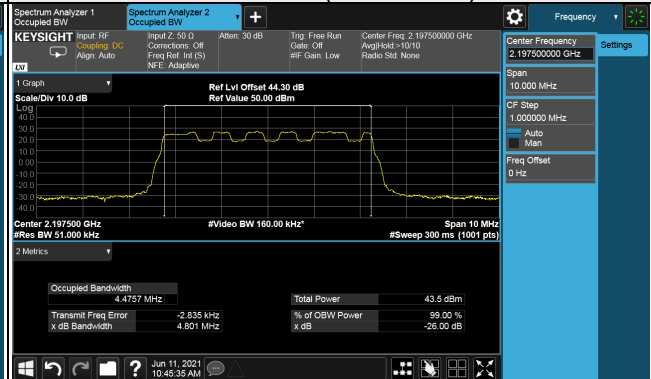 Spectrum Analyzer 1
Occupied BW
Spectrum Analyzer 2
Occupied BW
Frequency
KEYSIGHT
Input: RF
Coupling: DC
Align: Auto
Input Z: 50 Ω
Corrections: Off
Freq Ref: Int (S)
NFE: Adaptive
Atten: 30 dB
Trig: Free Run
Gate: Off
#IF Gain: Low
Center Freq: 2.197500000 GHz
Avg|Hold:>10/10
Radio Std: None
LXI
Center Frequency
2.197500000 GHz
Settings
Span
10.000 MHz
CF Step
1.000000 MHz
Auto
Man
Freq Offset
0 Hz
1 Graph
Scale/Div 10.0 dB
Ref Lvl Offset 44.30 dB
Ref Value 50.00 dBm
Log
40.0
30.0
20.0
10.0
0.00
-10.0
-20.0
-30.0
-40.0
Center 2.197500 GHz
#Video BW 160.00 kHz*
Span 10 MHz
#Res BW 51.000 kHz
#Sweep 300 ms (1001 pts)
2 Metrics
Occupied Bandwidth
4.4757 MHz
Total Power 43.5 dBm
Transmit Freq Error -2.835 kHz
% of OBW Power 99.00 %
x dB Bandwidth 4.801 MHz
x dB -26.00 dB
?
Jun 11, 2021
10:45:35 AM